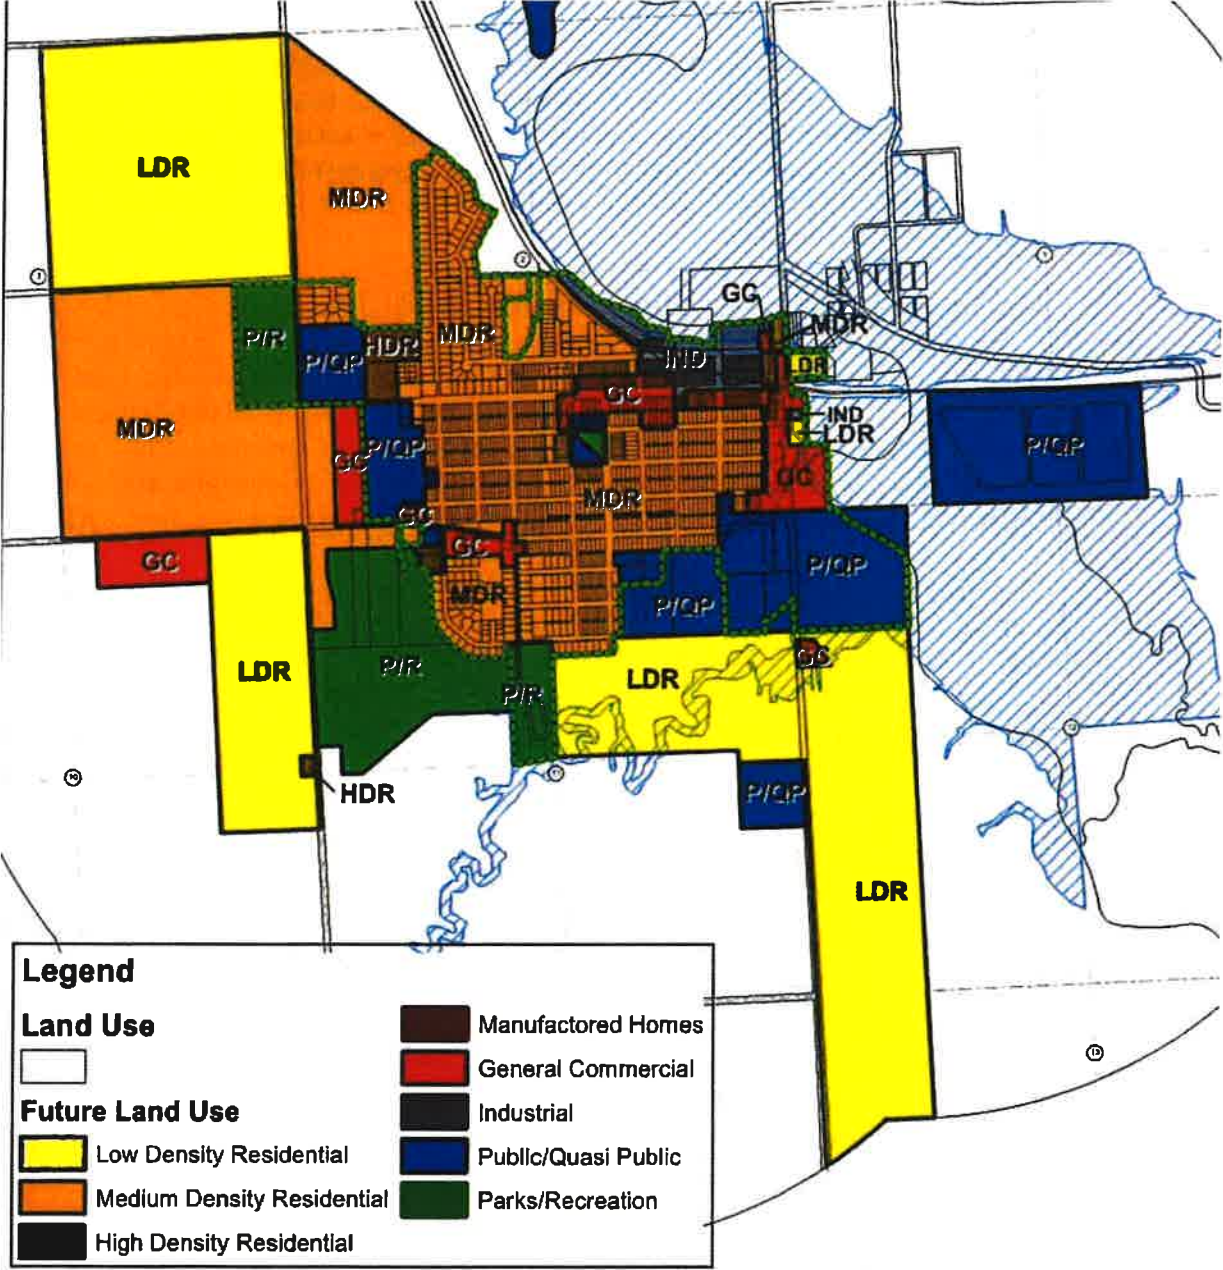 LDR
MDR
GC
MDR
P/R
P/QP
HDR
MDR
IND
LDR
GC
IND
LDR
MDR
GC
P/QP
P/QP
GC
MDR
GC
GC
GC
P/QP
MDR
P/QP
LDR
P/R
P/R
LDR
GC
HDR
P/QP
LDR
Legend
Land Use
Future Land Use
Low Density Residential
Medium Density Residential
High Density Residential
Manufactored Homes
General Commercial
Industrial
Public/Quasi Public
Parks/Recreation